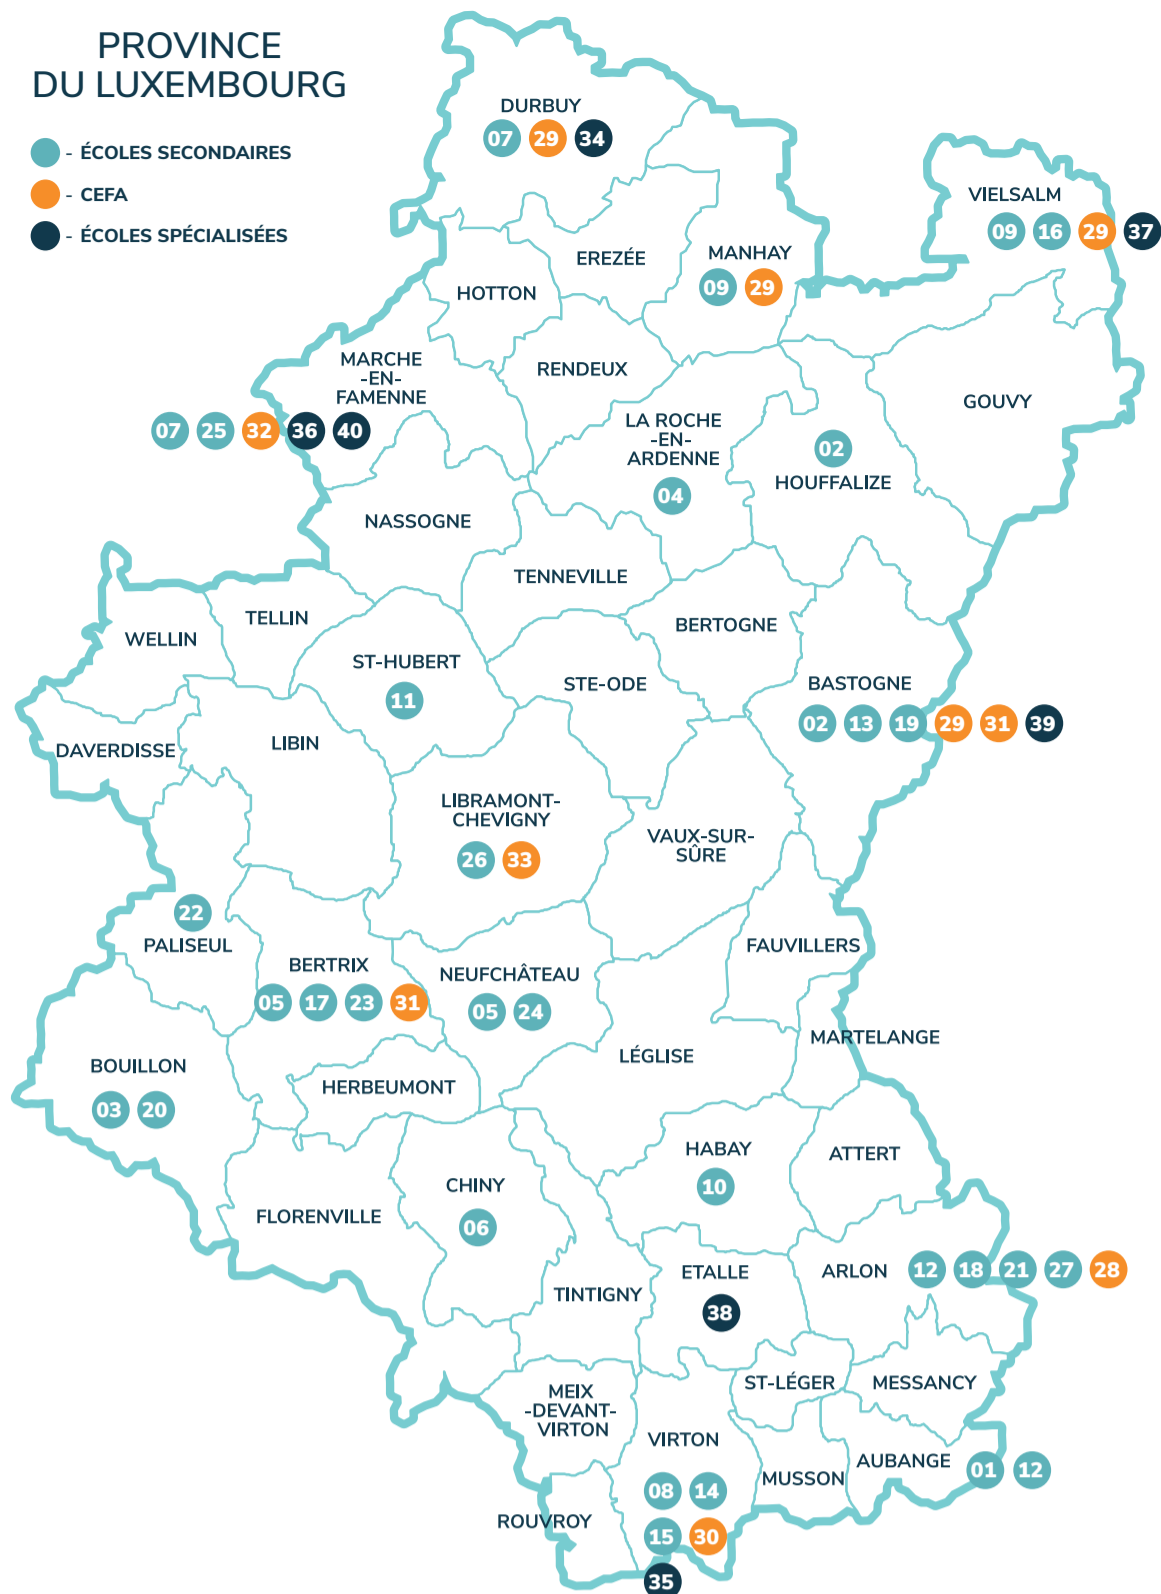 PROVINCE
DU LUXEMBOURG
- ÉCOLES SECONDAIRES
- CEFA
- ÉCOLES SPÉCIALISÉES
DURBUY
07 29 34
VIELSALM
09 16 29 37
EREZÉE
MANHAY
09 29
HOTTON
MARCHE
-EN-
FAMENNE
07 25 32 36 40
RENDEUX
GOUVY
LA ROCHE
-EN-
ARDENNE
04
02
HOUFFALIZE
NASSOGNE
TENNEVILLE
TELLIN
WELLIN
BERTOGNE
ST-HUBERT
11
STE-ODE
BASTOGNE
02 13 19 29 31 39
DAVERDISSE
LIBIN
LIBRAMONT-
CHEVIGNY
26 33
VAUX-SUR-
SÛRE
22
PALISEUL
FAUVILLERS
BERTRIX
05 17 23 31
NEUFCHÂTEAU
05 24
MARTELANGE
LÉGLISE
BOUILLON
03 20
HERBEUMONT
HABAY
10
ATTERT
CHINY
06
FLORENVILLE
ETALLE
38
ARLON 12 18 21 27 28
TINTIGNY
ST-LÉGER
MESSANCY
MEIX
-DEVANT-
VIRTON
VIRTON
08 14
15 30
35
AUBANGE 01 12
MUSSON
ROUVROY